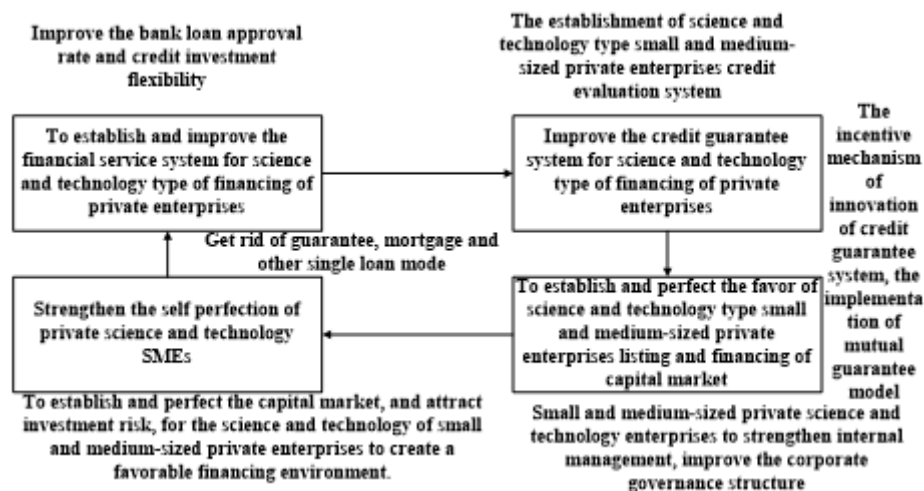 Improve the bank loan approval
rate and credit investment
flexibility
The establishment of science and
technology type small and medium-
sized private enterprises credit
evaluation system
To establish and improve the
financial service system for science
and technology type of financing of
private enterprises
Improve the credit guarantee
system for science and technology
type of financing of private
enterprises
The
incentive
mechanism
of
innovation
of credit
guarantee
system, the
implementa
tion of
mutual
guarantee
model
Get rid of guarantee, mortgage and
other single loan mode
Strengthen the self perfection of
private science and technology
SMEs
To establish and perfect the favor of
science and technology type small
and medium-sized private
enterprises listing and financing of
capital market
To establish and perfect the capital market, and attract
investment risk, for the science and technology of small
and medium-sized private enterprises to create a
favorable financing environment.
Small and medium-sized private science and
technology enterprises to strengthen internal
management, improve the corporate
governance structure